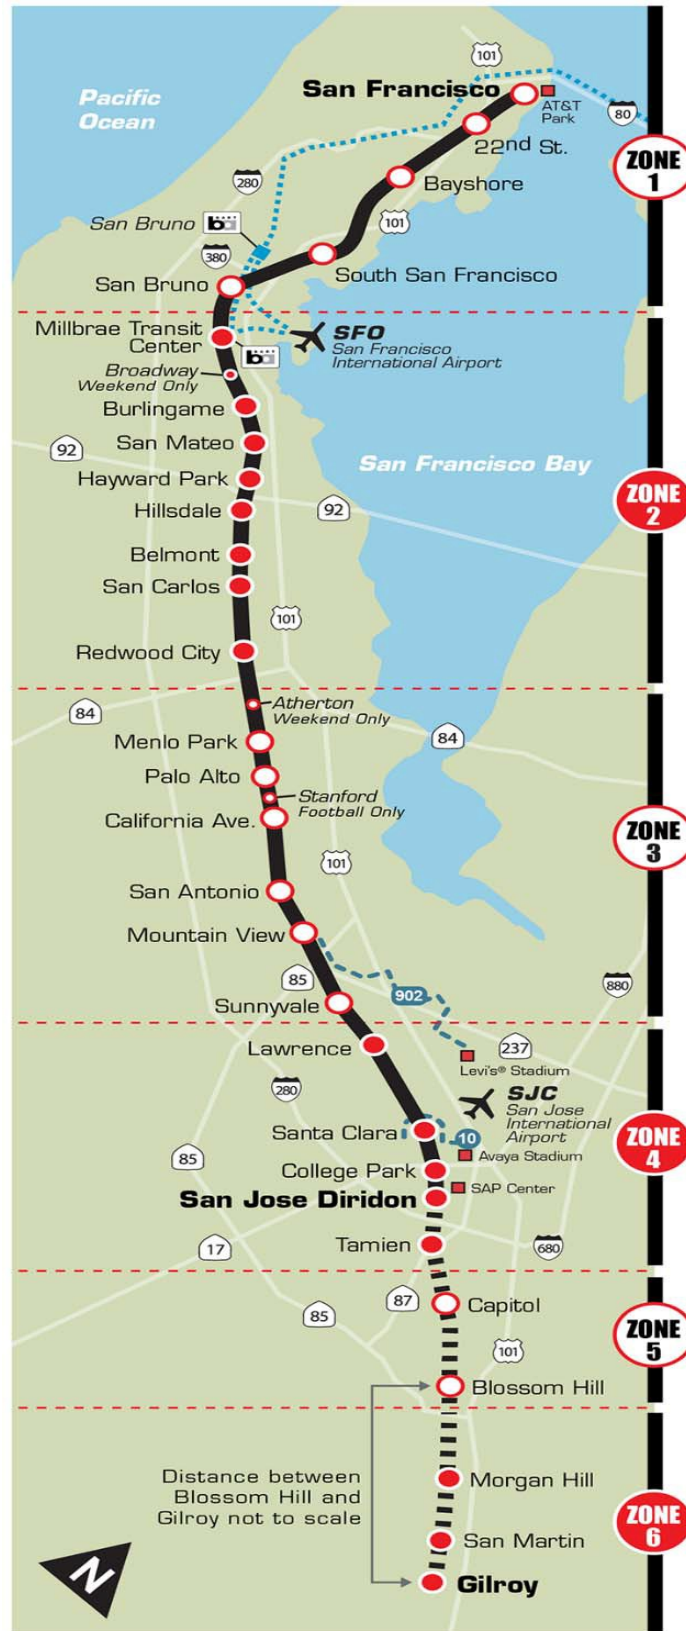 101
San Francisco
Pacific
Ocean
AT&T
Park
80
22nd St.
ZONE
1
280
Bayshore
101
San Bruno
ba
380
South San Francisco
San Bruno
Millbrae Transit
Center
SFO
San Francisco
International Airport
ba
Broadway
Weekend Only
Burlingame
San Mateo
92
San Francisco Bay
Hayward Park
ZONE
2
Hillsdale
92
Belmont
San Carlos
101
Redwood City
Atherton
Weekend Only
84
Menlo Park
84
Palo Alto
Stanford
Football Only
California Ave.
ZONE
3
101
San Antonio
Mountain View
85
880
902
Sunnyvale
Lawrence
237
Levi's® Stadium
280
SJC
San Jose
International
Airport
Santa Clara
10
ZONE
4
85
Avaya Stadium
College Park
SAP Center
San Jose Diridon
17
Tamien
680
87
Capitol
85
ZONE
5
101
Blossom Hill
Distance between
Blossom Hill and
Gilroy not to scale
Morgan Hill
ZONE
6
San Martin
N
Gilroy